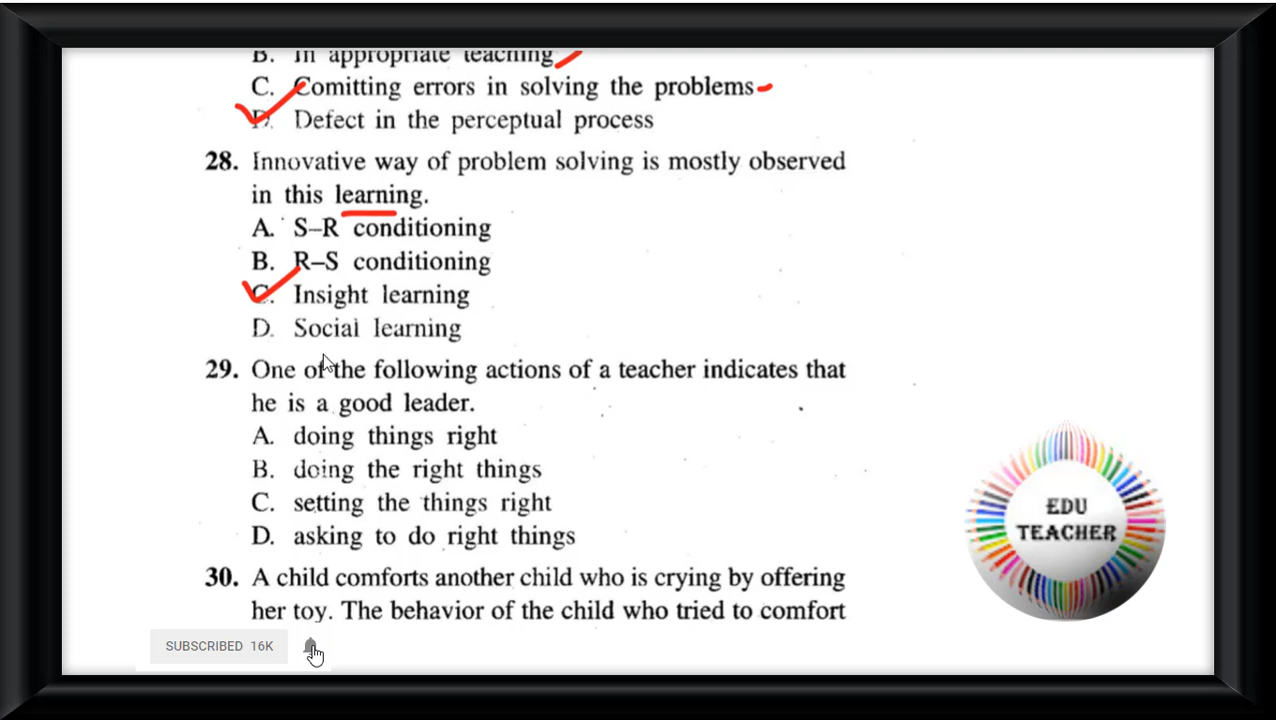 B. In appropriate teaching
C. Comitting errors in solving the problems
D. Defect in the perceptual process
28. Innovative way of problem solving is mostly observed
in this learning.
A. S–R conditioning
B. R–S conditioning
C. Insight learning
D. Social learning
29. One of the following actions of a teacher indicates that
he is a good leader.
A. doing things right
B. doing the right things
C. setting the things right
D. asking to do right things
30. A child comforts another child who is crying by offering
her toy. The behavior of the child who tried to comfort
EDU
TEACHER
SUBSCRIBED 16K